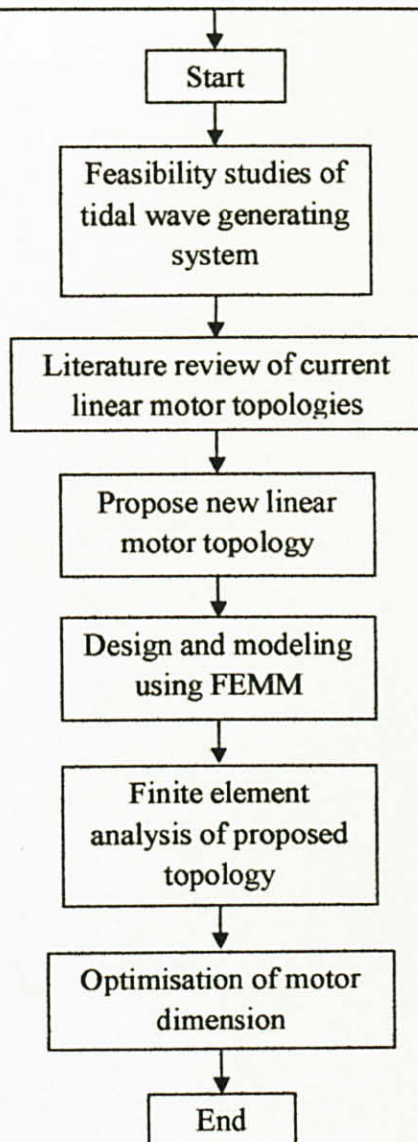 Start
Feasibility studies of
tidal wave generating
system
Literature review of current
linear motor topologies
Propose new linear
motor topology
Design and modeling
using FEMM
Finite element
analysis of proposed
topology
Optimisation of motor
dimension
End